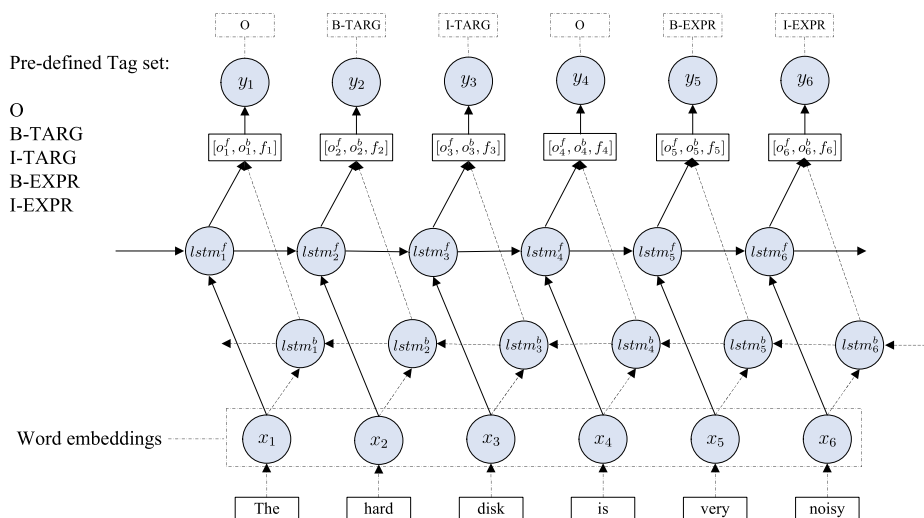 O B-TARG I-TARG O B-EXPR I-EXPR
Pre-defined Tag set:
y₁ y₂ y₃ y₄ y₅ y₆
O
B-TARG
I-TARG
B-EXPR
I-EXPR
[o₁ᶠ, o₁ᵇ, f₁] [o₂ᶠ, o₂ᵇ, f₂] [o₃ᶠ, o₃ᵇ, f₃] [o₄ᶠ, o₄ᵇ, f₄] [o₅ᶠ, o₅ᵇ, f₅] [o₆ᶠ, o₆ᵇ, f₆]
lstm₁ᶠ lstm₂ᶠ lstm₃ᶠ lstm₄ᶠ lstm₅ᶠ lstm₆ᶠ
lstm₁ᵇ lstm₂ᵇ lstm₃ᵇ lstm₄ᵇ lstm₅ᵇ lstm₆ᵇ
Word embeddings x₁ x₂ x₃ x₄ x₅ x₆
The hard disk is very noisy